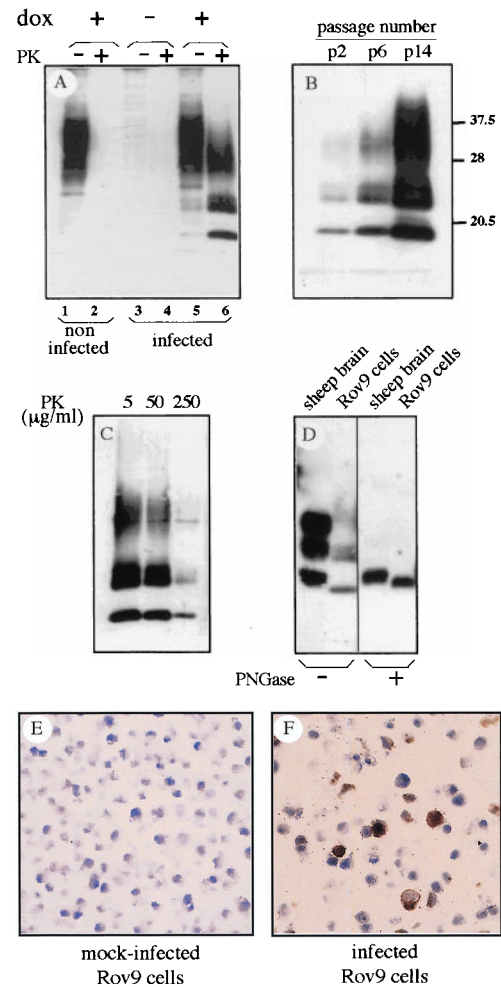 dox + − +
PK − + − + − +
A
1 2 3 4 5 6
non infected
infected
passage number
p2 p6 p14
B
37.5
28
20.5
PK (μg/ml) 5 50 250
C
sheep brain
Rov9 cells
sheep brain
Rov9 cells
D
PNGase − +
E
mock-infected
Rov9 cells
F
infected
Rov9 cells